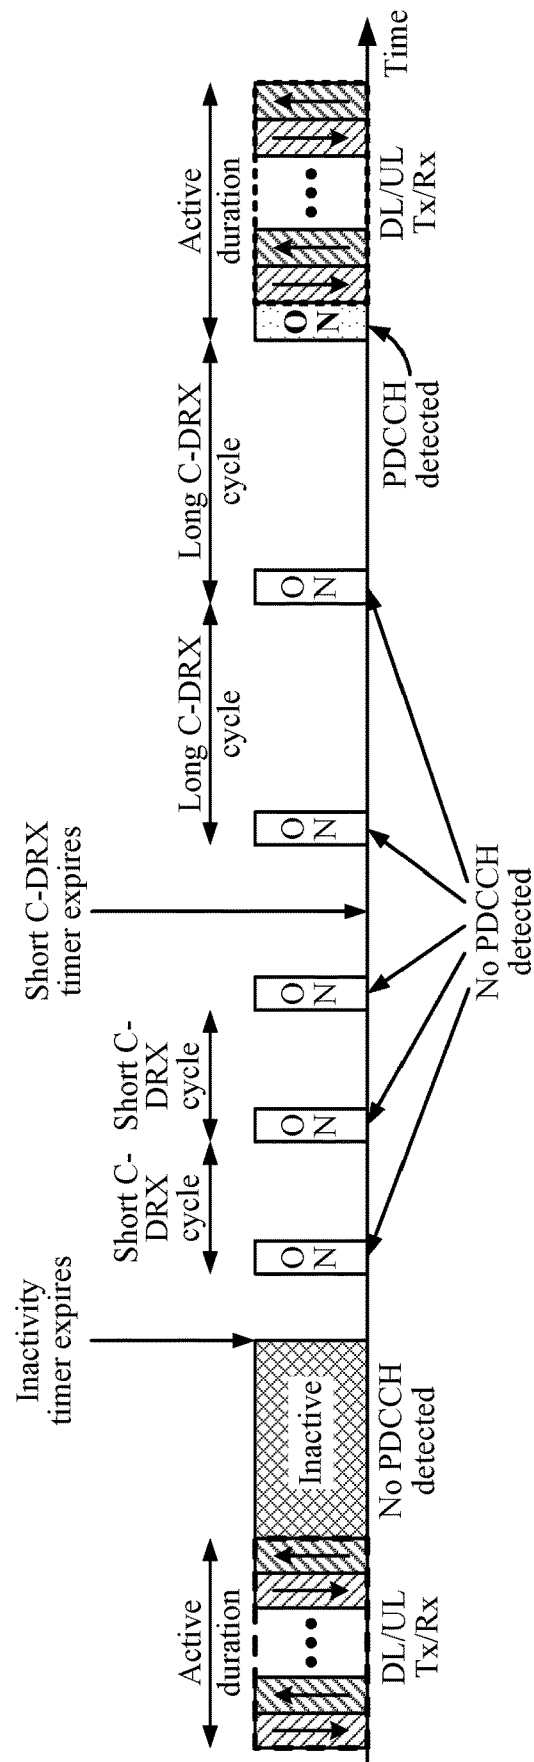 Inactivity
timer expires
Short C-DRX
timer expires
Active
duration
Short C-
DRX
cycle
Short C-
DRX
cycle
Long C-DRX
cycle
Long C-DRX
cycle
Active
duration
Inactive
O
N
O
N
O
N
O
N
O
N
O
N
DL/UL
Tx/Rx
No PDCCH
detected
No PDCCH
detected
PDCCH
detected
DL/UL
Tx/Rx
Time